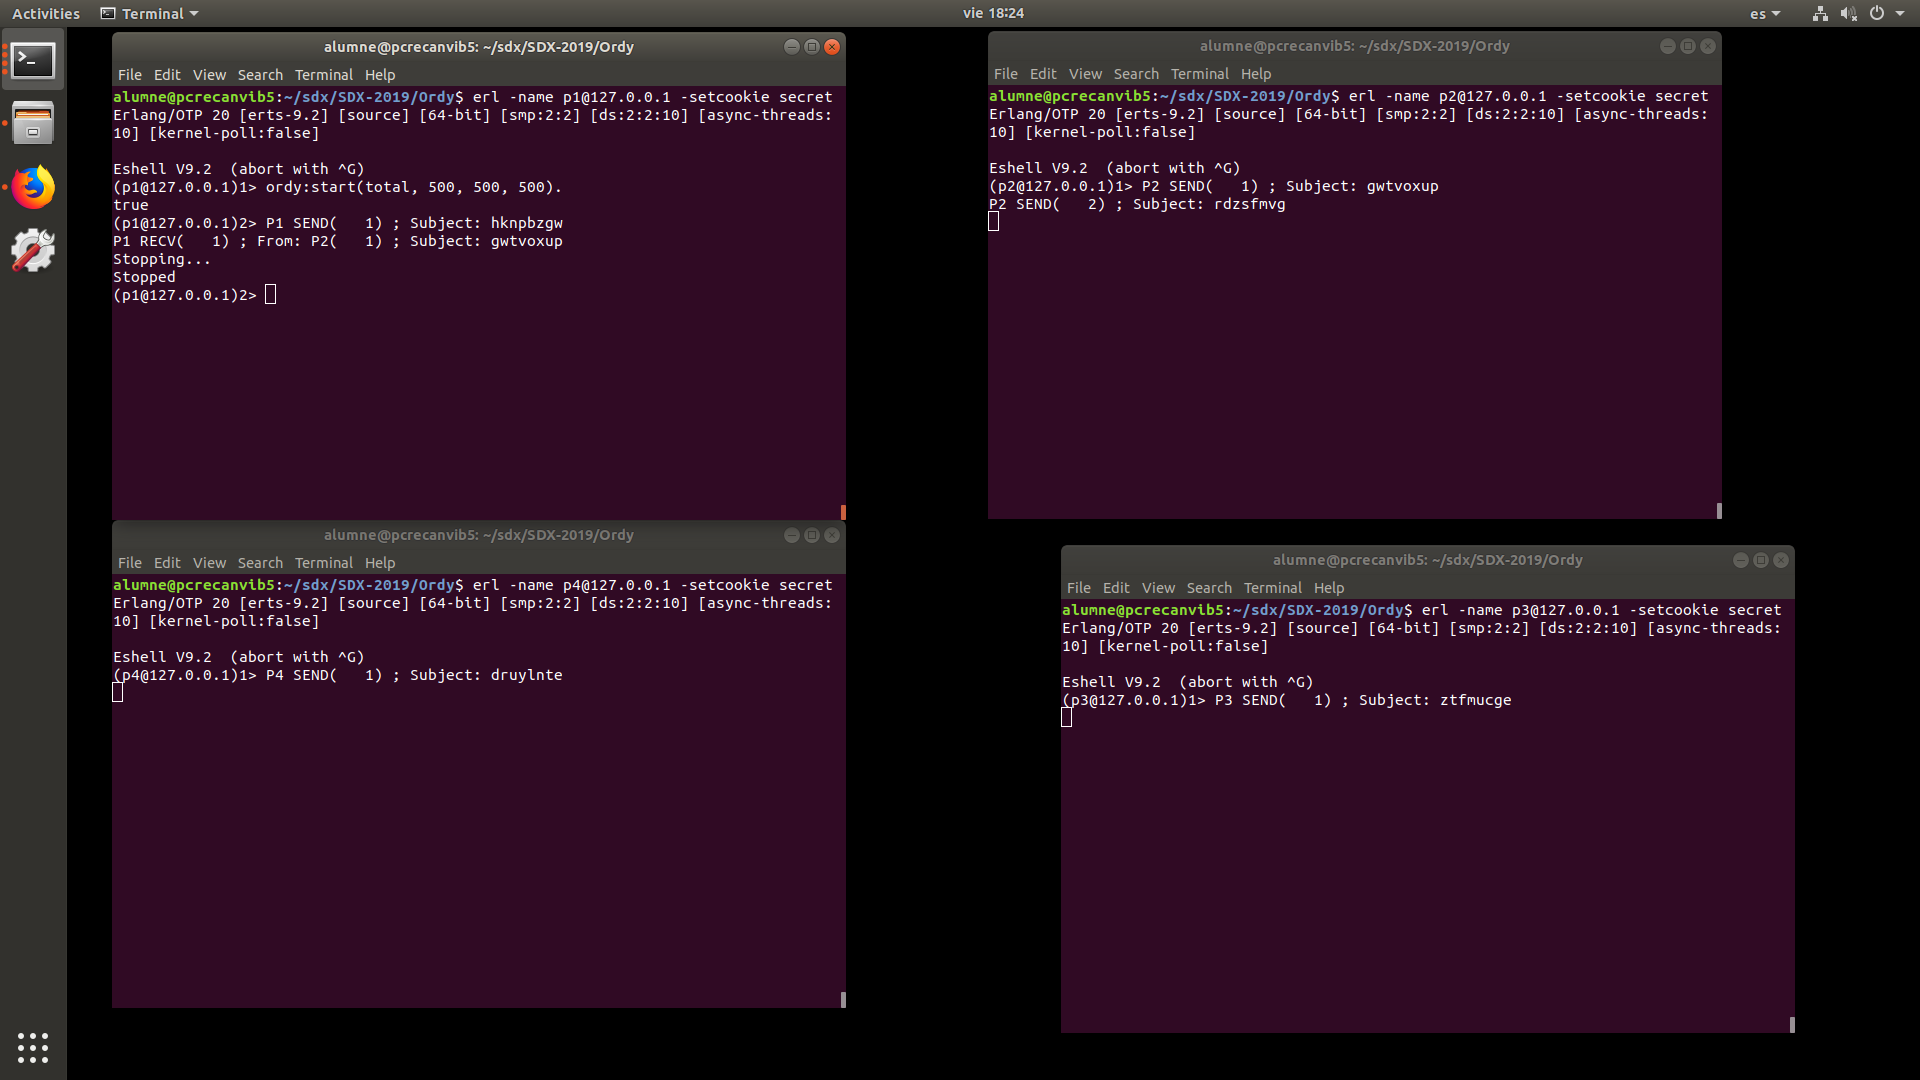 Activities Terminal vie 18:24 es
alumne@pcrecanvib5: ~/sdx/SDX-2019/Ordy
File Edit View Search Terminal Help
alumne@pcrecanvib5:~/sdx/SDX-2019/Ordy$ erl -name p1@127.0.0.1 -setcookie secret
Erlang/OTP 20 [erts-9.2] [source] [64-bit] [smp:2:2] [ds:2:2:10] [async-threads:
10] [kernel-poll:false]
Eshell V9.2  (abort with ^G)
(p1@127.0.0.1)1> ordy:start(total, 500, 500, 500).
true
(p1@127.0.0.1)2> P1 SEND(   1) ; Subject: hknpbzgw
P1 RECV(   1) ; From: P2(   1) ; Subject: gwtvoxup
Stopping...
Stopped
(p1@127.0.0.1)2>
alumne@pcrecanvib5: ~/sdx/SDX-2019/Ordy
File Edit View Search Terminal Help
alumne@pcrecanvib5:~/sdx/SDX-2019/Ordy$ erl -name p2@127.0.0.1 -setcookie secret
Erlang/OTP 20 [erts-9.2] [source] [64-bit] [smp:2:2] [ds:2:2:10] [async-threads:
10] [kernel-poll:false]
Eshell V9.2  (abort with ^G)
(p2@127.0.0.1)1> P2 SEND(   1) ; Subject: gwtvoxup
P2 SEND(   2) ; Subject: rdzsfmvg
alumne@pcrecanvib5: ~/sdx/SDX-2019/Ordy
File Edit View Search Terminal Help
alumne@pcrecanvib5:~/sdx/SDX-2019/Ordy$ erl -name p4@127.0.0.1 -setcookie secret
Erlang/OTP 20 [erts-9.2] [source] [64-bit] [smp:2:2] [ds:2:2:10] [async-threads:
10] [kernel-poll:false]
Eshell V9.2  (abort with ^G)
(p4@127.0.0.1)1> P4 SEND(   1) ; Subject: druylnte
alumne@pcrecanvib5: ~/sdx/SDX-2019/Ordy
File Edit View Search Terminal Help
alumne@pcrecanvib5:~/sdx/SDX-2019/Ordy$ erl -name p3@127.0.0.1 -setcookie secret
Erlang/OTP 20 [erts-9.2] [source] [64-bit] [smp:2:2] [ds:2:2:10] [async-threads:
10] [kernel-poll:false]
Eshell V9.2  (abort with ^G)
(p3@127.0.0.1)1> P3 SEND(   1) ; Subject: ztfmucge